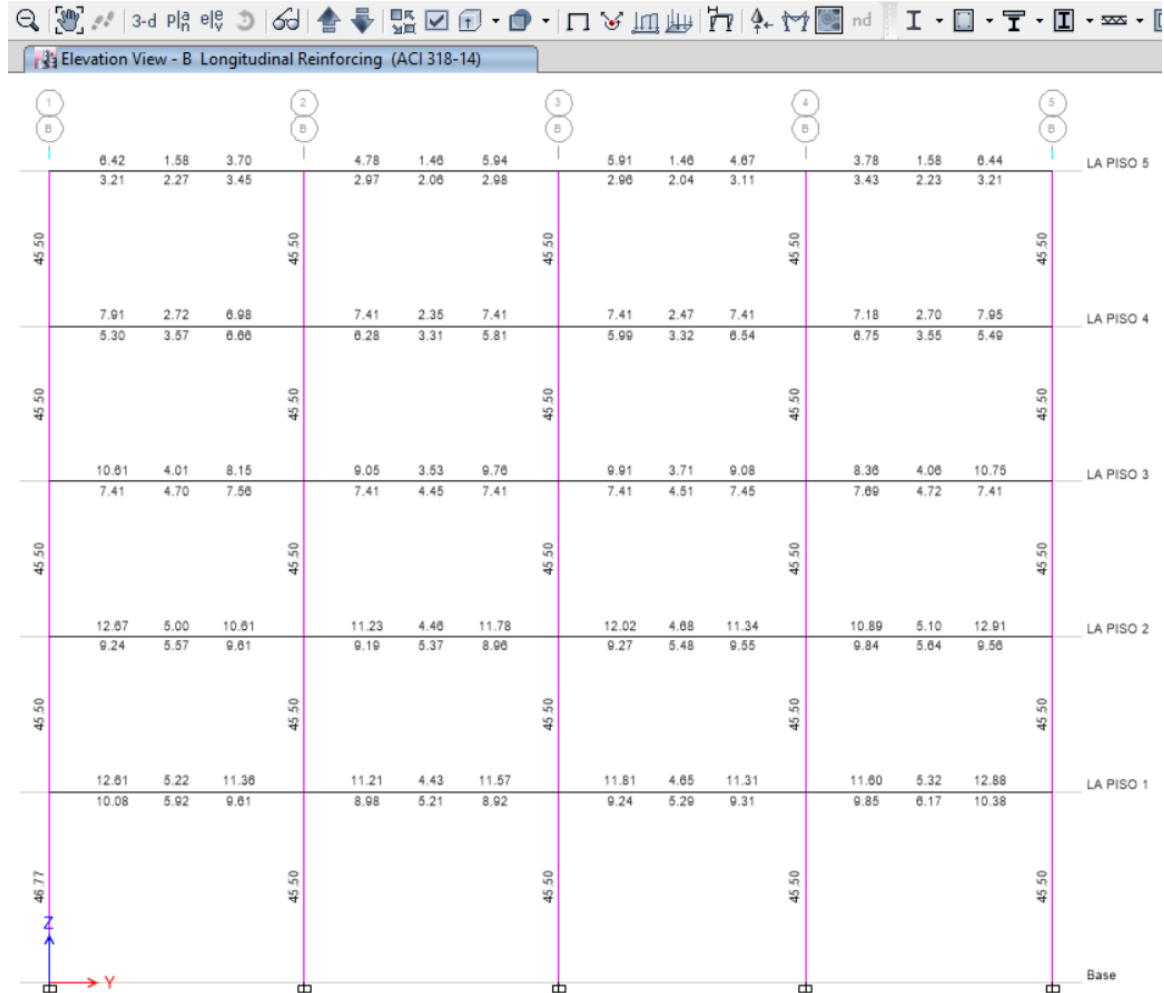 3-d Pla̲n ele̲v nd
Elevation View - B Longitudinal Reinforcing (ACI 318-14)
1 2 3 4 5
B B B B B
6.42 1.58 3.70 4.78 1.46 5.94 5.91 1.46 4.67 3.78 1.58 6.44 LA PISO 5
3.21 2.27 3.45 2.97 2.06 2.98 2.96 2.04 3.11 3.43 2.23 3.21
45.50 45.50 45.50 45.50 45.50
7.91 2.72 6.98 7.41 2.35 7.41 7.41 2.47 7.41 7.18 2.70 7.95 LA PISO 4
5.30 3.57 6.66 6.28 3.31 5.81 5.99 3.32 6.54 6.75 3.55 5.49
45.50 45.50 45.50 45.50 45.50
10.61 4.01 8.15 9.05 3.53 9.76 9.91 3.71 9.08 8.36 4.06 10.75 LA PISO 3
7.41 4.70 7.56 7.41 4.45 7.41 7.41 4.51 7.45 7.69 4.72 7.41
45.50 45.50 45.50 45.50 45.50
12.67 5.00 10.61 11.23 4.46 11.78 12.02 4.68 11.34 10.89 5.10 12.91 LA PISO 2
9.24 5.57 9.61 9.19 5.37 8.96 9.27 5.48 9.55 9.84 5.64 9.56
45.50 45.50 45.50 45.50 45.50
12.61 5.22 11.36 11.21 4.43 11.57 11.81 4.65 11.31 11.60 5.32 12.88 LA PISO 1
10.08 5.92 9.61 8.98 5.21 8.92 9.24 5.29 9.31 9.85 6.17 10.38
46.77 45.50 45.50 45.50 45.50
Z
Y
Base